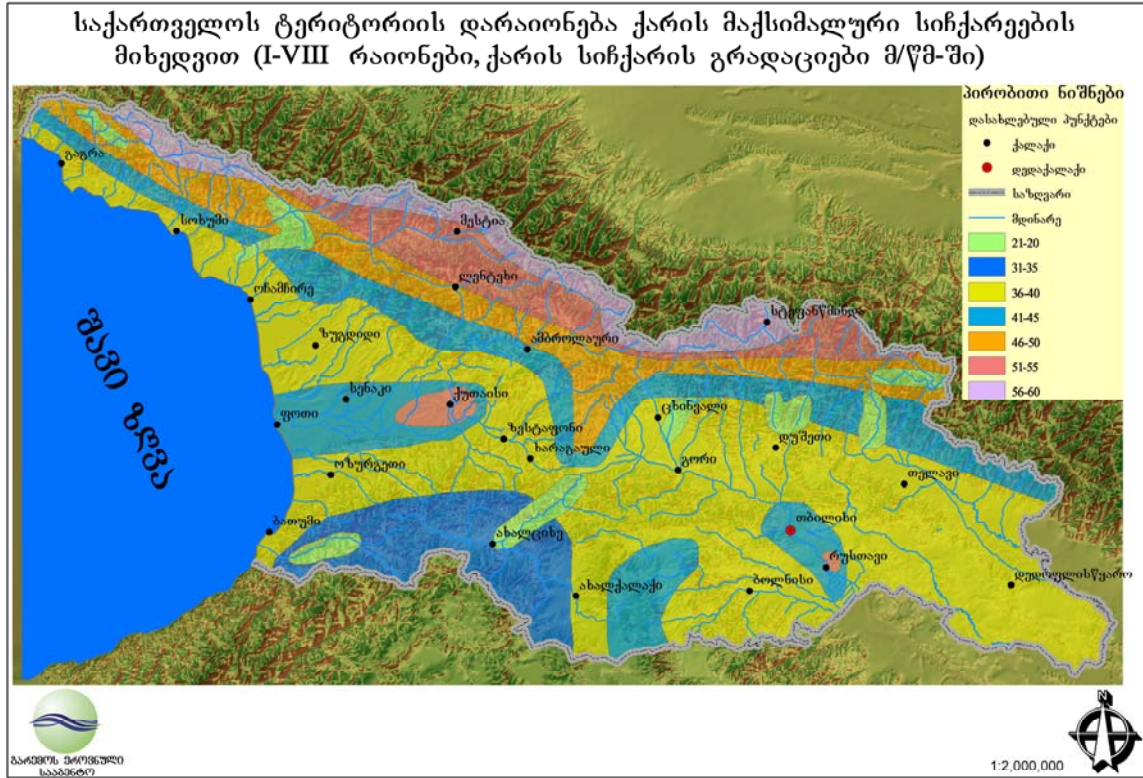 საქართველოს ტერიტორიის დარაიონება ქარის მაქსიმალური სიჩქარეების
მიხედვით (I-VIII რაიონები, ქარის სიჩქარის გრადაციები მ/წმ-ში)
პირობითი ნიშნები
დასახლებული პუნქტები
ქალაქი
დედაქალაქი
საზღვარი
მდინარე
21-20
31-35
36-40
41-45
46-50
51-55
56-60
გაგრა
სოხუმი
მესტია
ლენტეხი
ოჩამჩირე
სტეფანწმინდა
ზუგდიდი
ამბროლაური
შავი ზღვა
სენაკი
ქუთაისი
ფოთი
ცხინვალი
ზესტაფონი
ხარაგაული
დუშეთი
ოზურგეთი
გორი
თელავი
ბათუმი
ახალციხე
თბილისი
რუსთავი
ახალქალაქი
ბოლნისი
დედოფლისწყარო
გარემოს ეროვნული
სააგენტო
N
1:2,000,000